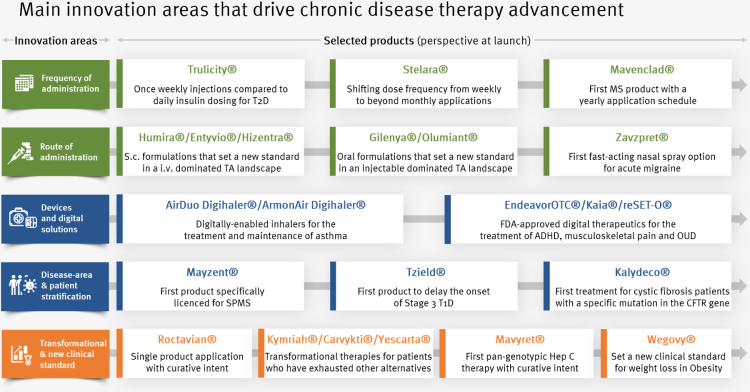 Main innovation areas that drive chronic disease therapy advancement
Innovation areas
Selected products (perspective at launch)
Frequency of
administration
Trulicity®
Once weekly injections compared to
daily insulin dosing for T2D
Stelara®
Shifting dose frequency from weekly
to beyond monthly applications
Mavenclad®
First MS product with a
yearly application schedule
Route of
administration
Humira®/Entyvio®/Hizentra®
S.c. formulations that set a new standard
in a i.v. dominated TA landscape
Gilenya®/Olumiant®
Oral formulations that set a new standard
in an injectable dominated TA landscape
Zavzpret®
First fast-acting nasal spray option
for acute migraine
Devices
and digital
solutions
AirDuo Digihaler®/ArmonAir Digihaler®
Digitally-enabled inhalers for the
treatment and maintenance of asthma
EndeavorOTC®/Kaia®/reSET-O®
FDA-approved digital therapeutics for the
treatment of ADHD, musculoskeletal pain and OUD
Disease-area
& patient
stratification
Mayzent®
First product specifically
licenced for SPMS
Tzield®
First product to delay the onset
of Stage 3 T1D
Kalydeco®
First treatment for cystic fibrosis patients
with a specific mutation in the CFTR gene
Transformational
& new clinical
standard
Roctavian®
Single product application
with curative intent
Kymriah®/Carvykti®/Yescarta®
Transformational therapies for patients
who have exhausted other alternatives
Mavyret®
First pan-genotypic Hep C
therapy with curative intent
Wegovy®
Set a new clinical standard
for weight loss in Obesity